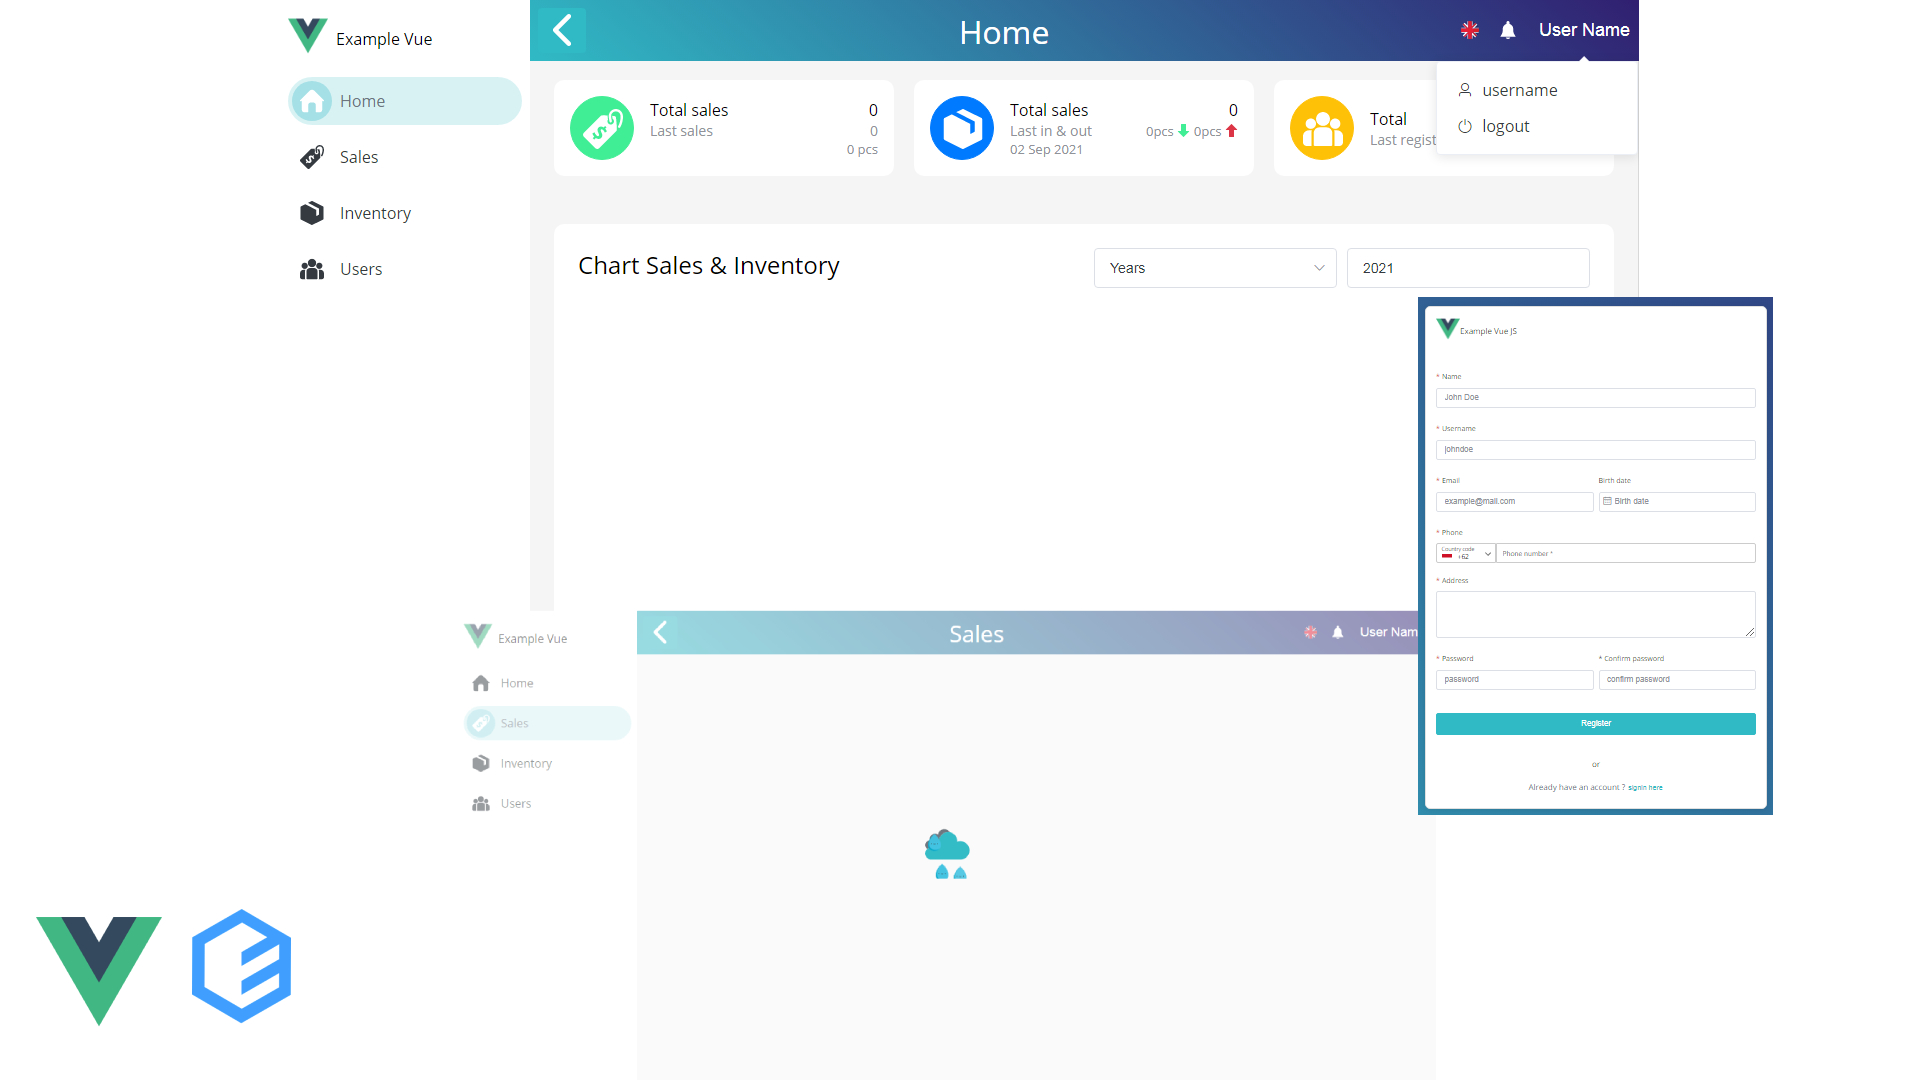 Example Vue
Home
Sales
Inventory
Users
Home
User Name
username
logout
Total sales 0
Last sales 0
0 pcs
Total sales 0
Last in & out 0pcs 0pcs
02 Sep 2021
Total
Last regist
Chart Sales & Inventory
Years
2021
Example Vue JS
* Name
John Doe
* Username
johndoe
* Email Birth date
example@mail.com Birth date
* Phone
Country code
+62 Phone number *
* Address
* Password * Confirm password
password confirm password
Register
or
Already have an account ? signin here
Example Vue
Home
Sales
Inventory
Users
Sales
User Nam